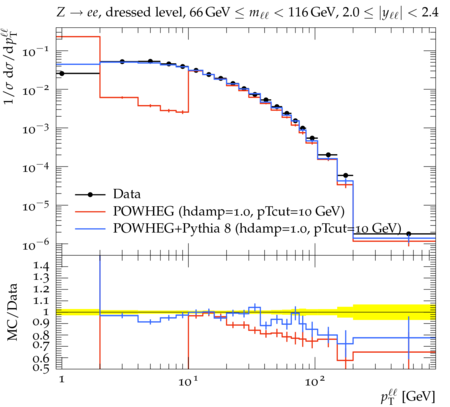 Z → ee, dressed level, 66 GeV ≤ mℓℓ < 116 GeV, 2.0 ≤ |yℓℓ| < 2.4
1/σ dσ/dpTℓℓ
10⁻¹
10⁻²
10⁻³
10⁻⁴
10⁻⁵
10⁻⁶
Data
POWHEG (hdamp=1.0, pTcut=10 GeV)
POWHEG+Pythia 8 (hdamp=1.0, pTcut=10 GeV)
MC/Data
1.4
1.3
1.2
1.1
1
0.9
0.8
0.7
0.6
0.5
1 10¹ 10²
pTℓℓ [GeV]